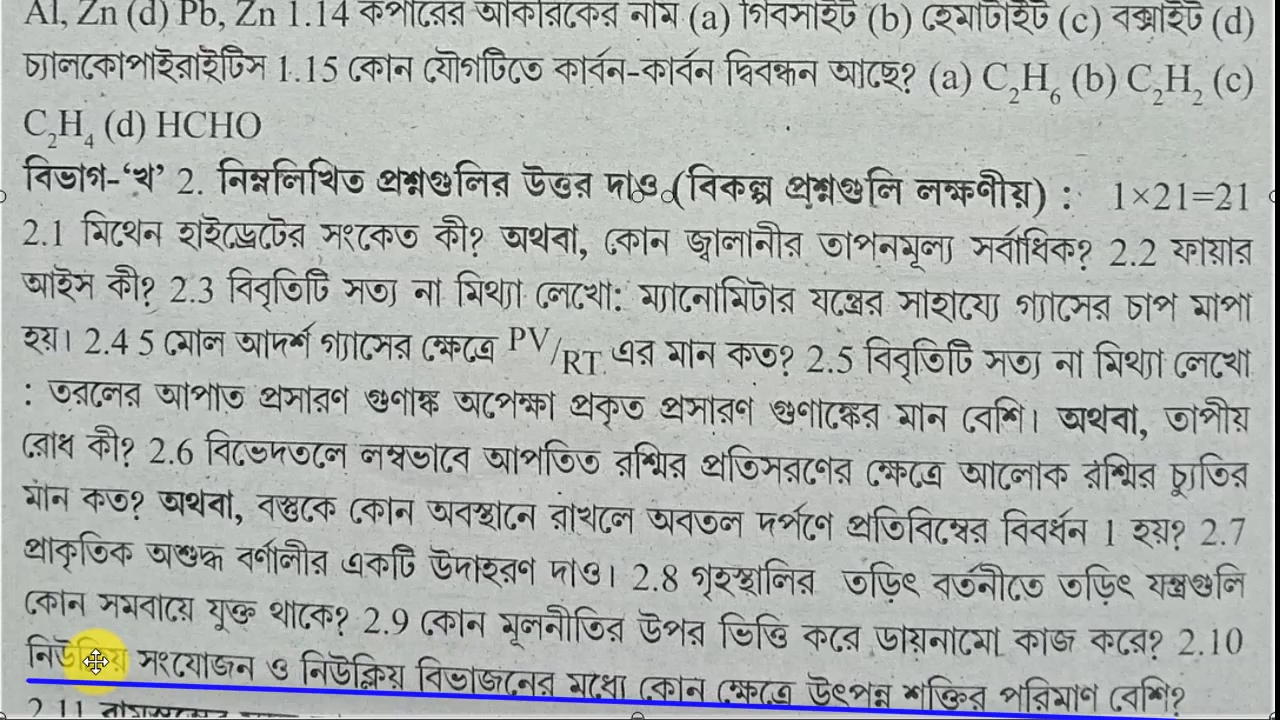 Al, Zn (d) Pb, Zn 1.14 কপারের আকরিকের নাম (a) গিবসাইট (b) হেমাটাইট (c) বক্সাইট (d)
চ্যালকোপাইরাইটিস 1.15 কোন যৌগটিতে কার্বন-কার্বন দ্বিবন্ধন আছে? (a) C₂H₆ (b) C₂H₂ (c)
C₂H₄ (d) HCHO
বিভাগ-‘খ’ 2. নিম্নলিখিত প্রশ্নগুলির উত্তর দাও (বিকল্প প্রশ্নগুলি লক্ষণীয়) : 1×21=21
2.1 মিথেন হাইড্রেটের সংকেত কী? অথবা, কোন জ্বালানীর তাপনমূল্য সর্বাধিক? 2.2 ফায়ার
আইস কী? 2.3 বিবৃতিটি সত্য না মিথ্যা লেখো: ম্যানোমিটার যন্ত্রের সাহায্যে গ্যাসের চাপ মাপা
হয়। 2.4 5 মোল আদর্শ গ্যাসের ক্ষেত্রে PV/RT এর মান কত? 2.5 বিবৃতিটি সত্য না মিথ্যা লেখো
: তরলের আপাত প্রসারণ গুণাঙ্ক অপেক্ষা প্রকৃত প্রসারণ গুণাঙ্কের মান বেশি। অথবা, তাপীয়
রোধ কী? 2.6 বিভেদতলে লম্বভাবে আপতিত রশ্মির প্রতিসরণের ক্ষেত্রে আলোক রশ্মির চ্যুতির
মান কত? অথবা, বস্তুকে কোন অবস্থানে রাখলে অবতল দর্পণে প্রতিবিম্বের বিবর্ধন 1 হয়? 2.7
প্রাকৃতিক অশুদ্ধ বর্ণালীর একটি উদাহরণ দাও। 2.8 গৃহস্থালির তড়িৎ বর্তনীতে তড়িৎ যন্ত্রগুলি
কোন সমবায়ে যুক্ত থাকে? 2.9 কোন মূলনীতির উপর ভিত্তি করে ডায়নামো কাজ করে? 2.10
নিউক্লিয় সংযোজন ও নিউক্লিয় বিভাজনের মধ্যে কোন ক্ষেত্রে উৎপন্ন শক্তির পরিমাণ বেশি?
2.11